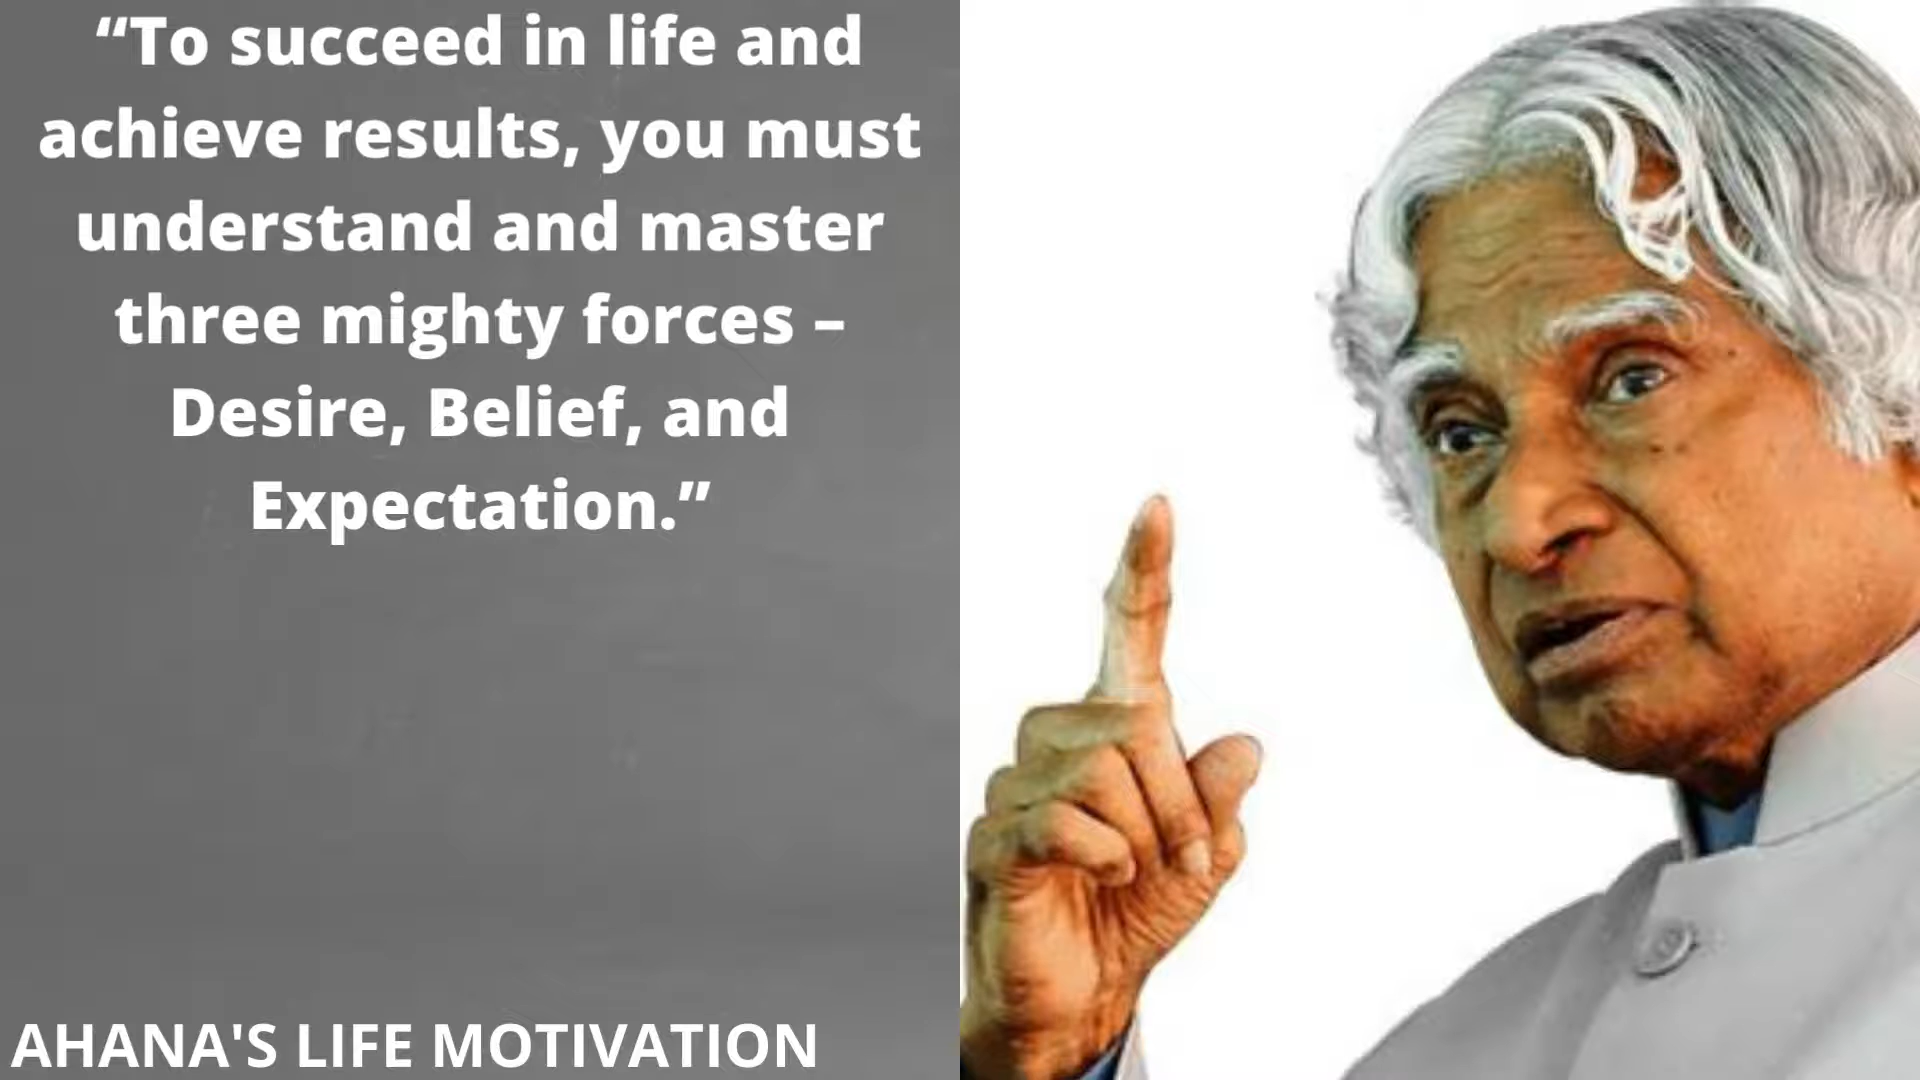 “To succeed in life and
achieve results, you must
understand and master
three mighty forces –
Desire, Belief, and
Expectation.”
AHANA'S LIFE MOTIVATION